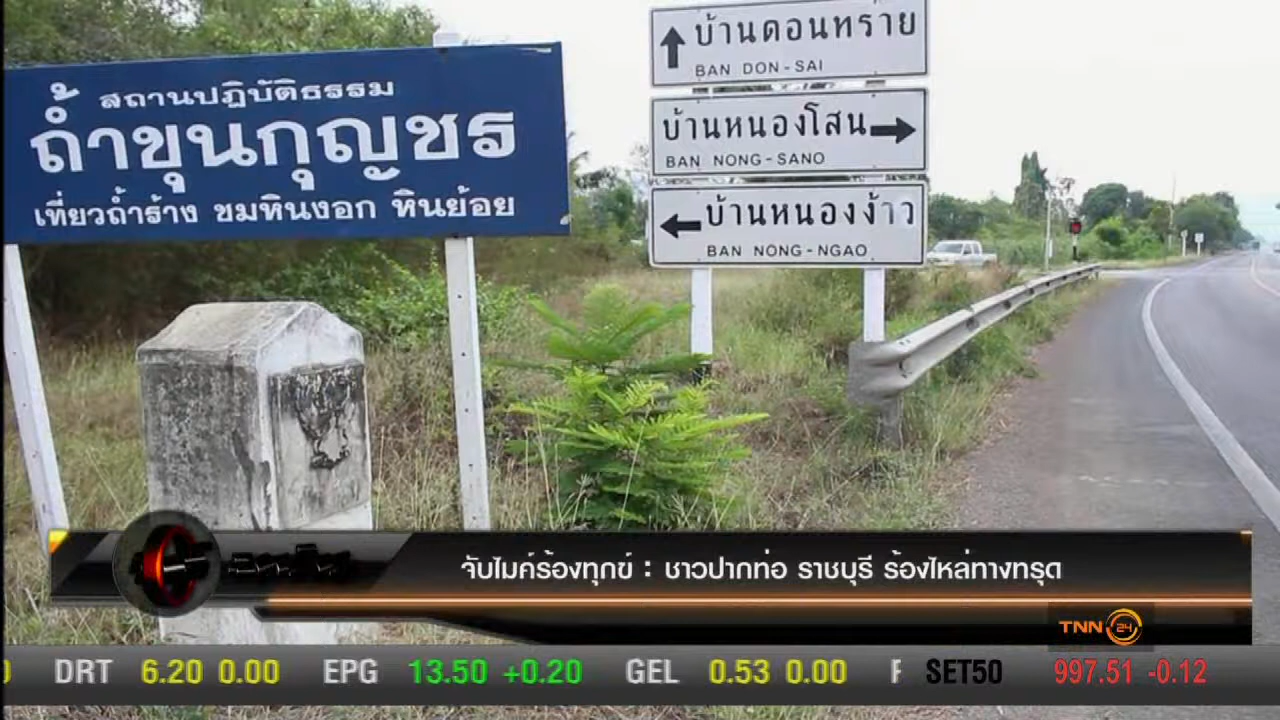 สถานปฏิบัติธรรม
ถ้ำขุนกุญชร
เที่ยวถ้ำร้าง ชมหินงอก หินย้อย
บ้านดอนทราย
BAN DON-SAI
บ้านหนองโสน
BAN NONG-SANO
บ้านหนองง้าว
BAN NONG-NGAO
จับไมค์ร้องทุกข์ : ชาวปากท่อ ราชบุรี ร้องไหล่ทางทรุด
TNN 24
DRT 6.20 0.00 EPG 13.50 +0.20 GEL 0.53 0.00 SET50 997.51 -0.12